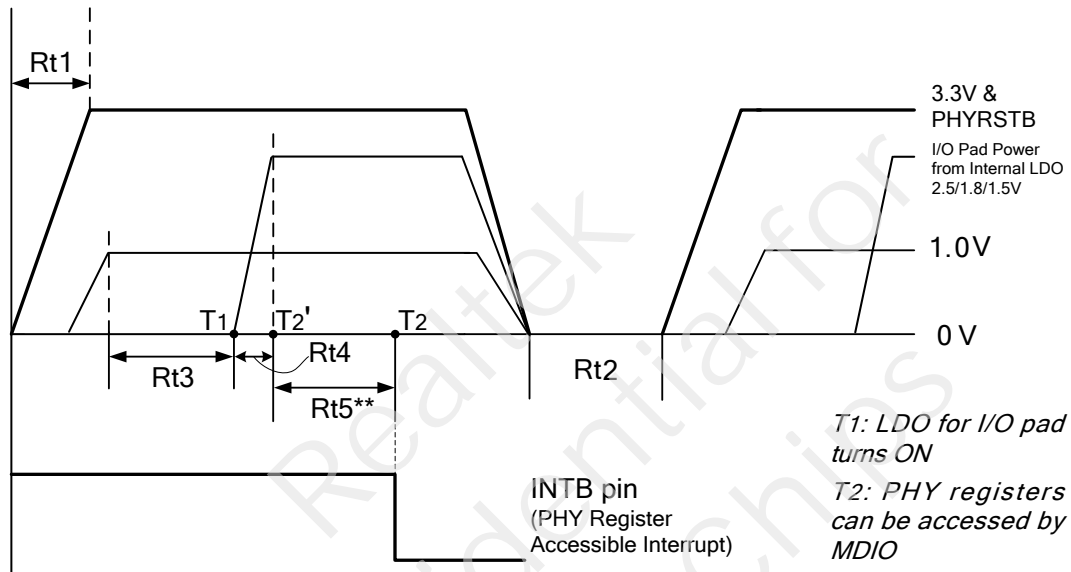 Rt1
3.3V &
PHYRSTB
I/O Pad Power
from Internal LDO
2.5/1.8/1.5V
1.0V
T1
T2'
T2
0 V
Rt3
Rt4
Rt2
Rt5**
T1: LDO for I/O pad
turns ON
INTB pin
(PHY Register
Accessible Interrupt)
T2: PHY registers
can be accessed by
MDIO
Realtek
idential for
Chips